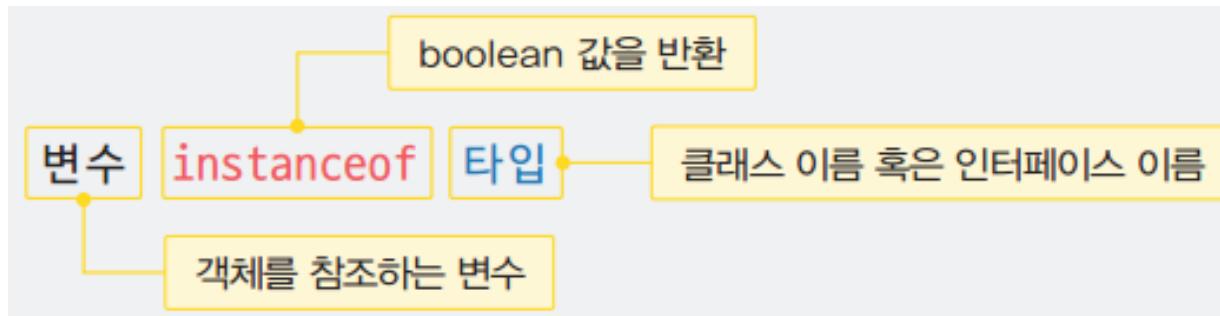 boolean 값을 반환
변수 instanceof 타입 클래스 이름 혹은 인터페이스 이름
객체를 참조하는 변수